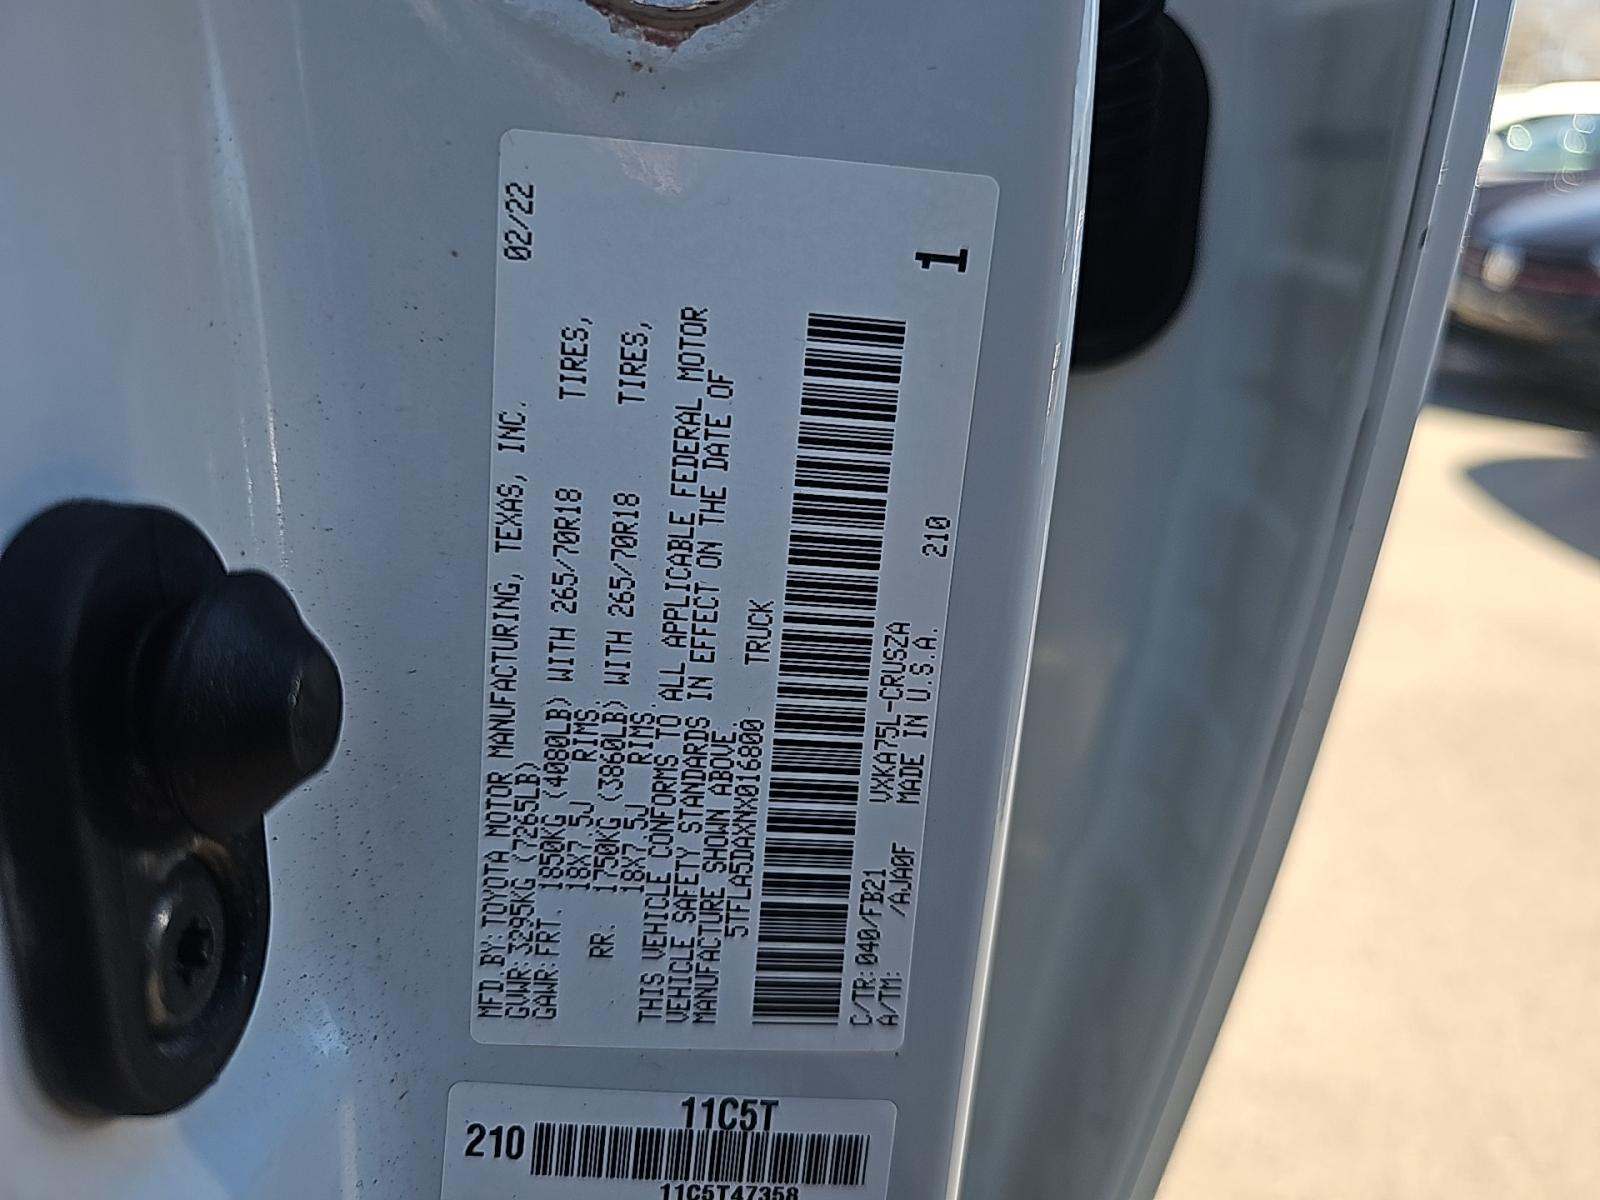 MFD.BY:TOYOTA MOTOR MANUFACTURING, TEXAS, INC. 02/22
GVWR:3295KG(7265LB)
GAWR:FRT. 1850KG(4080LB) WITH 265/70R18 TIRES,
18X7.5J RIMS.
RR. 1750KG(3860LB) WITH 265/70R18 TIRES,
18X7.5J RIMS.
THIS VEHICLE CONFORMS TO ALL APPLICABLE FEDERAL MOTOR
VEHICLE SAFETY STANDARDS IN EFFECT ON THE DATE OF
MANUFACTURE SHOWN ABOVE.
5TFLA5DAXNX016800 TRUCK
C/TR:040/FB21 VXKA75L-CRUSZA
A/TM: /AJA0F MADE IN U.S.A. 210
1
11C5T
210
11C5T47358